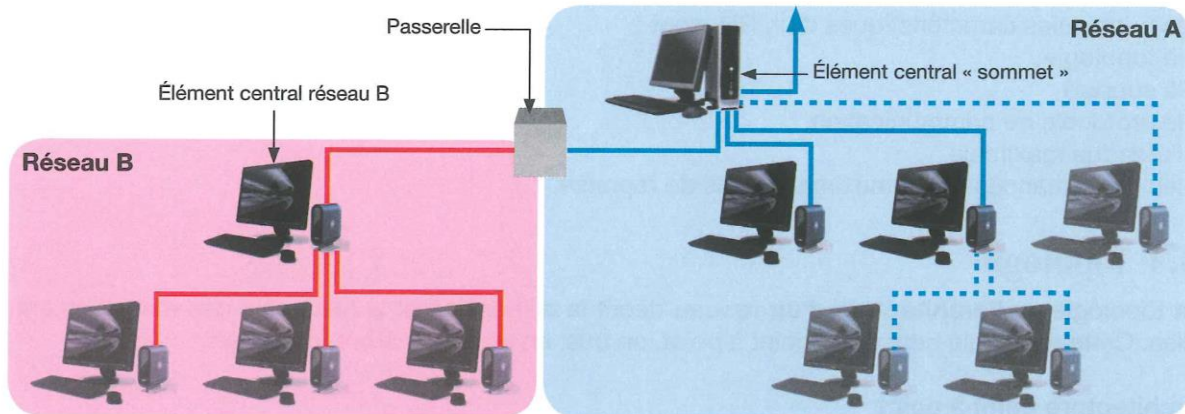 Passerelle
Réseau A
Élément central « sommet »
Élément central réseau B
Réseau B